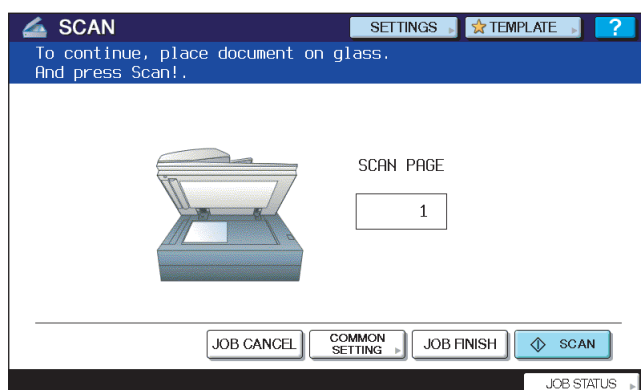 SCAN
SETTINGS
TEMPLATE
?
To continue, place document on glass.
And press Scan!.
SCAN PAGE
1
JOB CANCEL
COMMON
SETTING
JOB FINISH
SCAN
JOB STATUS